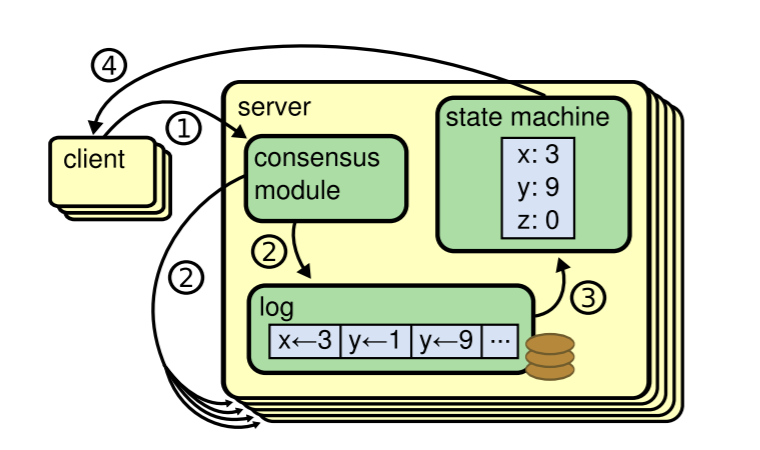 ④
①
server
state machine
client
consensus
module
x: 3
y: 9
z: 0
②
②
③
log
x←3 y←1 y←9 ...